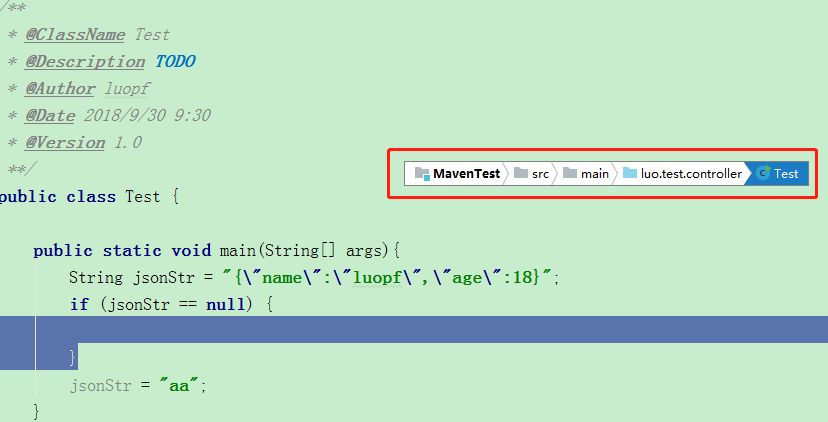 /**
* @ClassName Test
* @Description TODO
* @Author luopf
* @Date 2018/9/30 9:30
* @Version 1.0
**/
MavenTest src main luo.test.controller Test
public class Test {
public static void main(String[] args){
String jsonStr = "{\"name\":\"luopf\",\"age\":18}";
if (jsonStr == null) {
}
jsonStr = "aa";
}